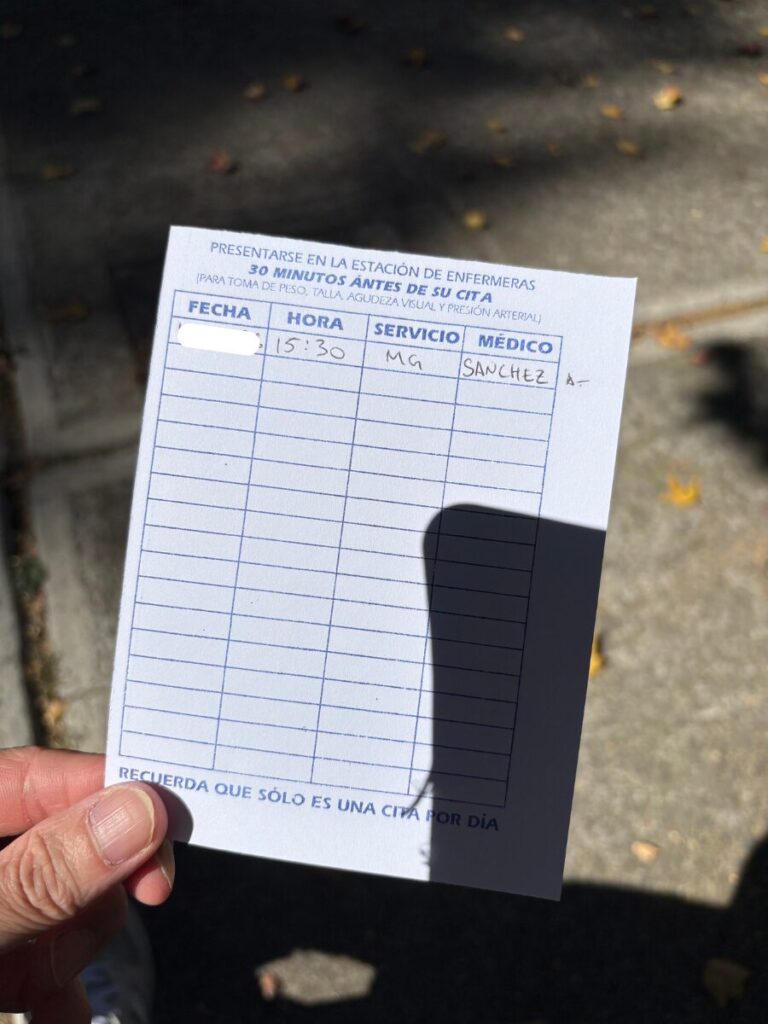 PRESENTARSE EN LA ESTACIÓN DE ENFERMERAS
30 MINUTOS ÁNTES DE SU CITA
(PARA TOMA DE PESO, TALLA, AGUDEZA VISUAL Y PRESIÓN ARTERIAL)
FECHA HORA SERVICIO MÉDICO
15:30 MG SANCHEZ A-
RECUERDA QUE SÓLO ES UNA CITA POR DÍA